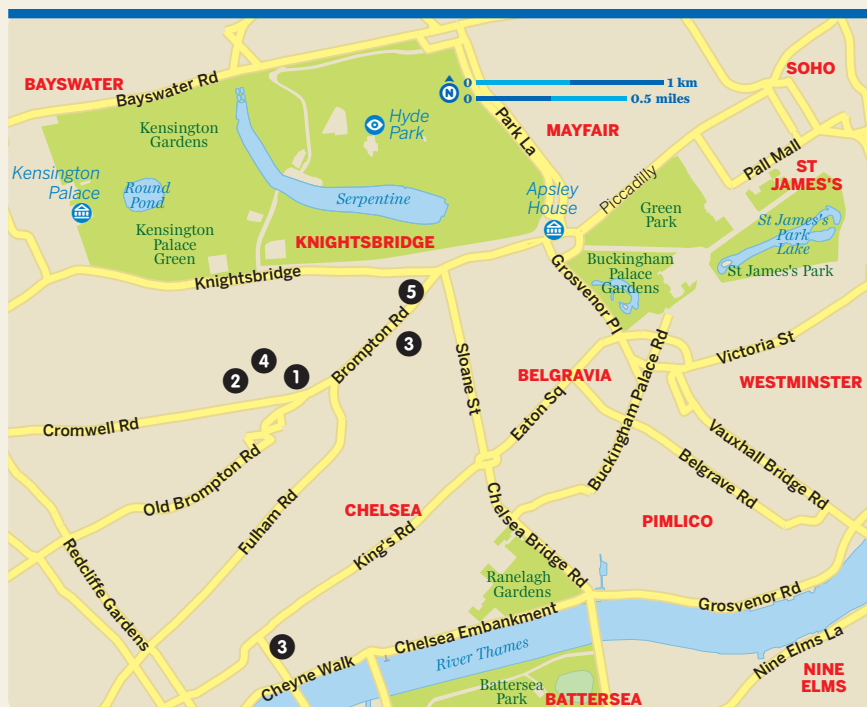 BAYSWATER
Bayswater Rd
0 1 km
N
0 0.5 miles
SOHO
Kensington
Gardens
Hyde
Park
Park La
MAYFAIR
Pall Mall
ST
JAMES'S
Kensington
Palace
Round
Pond
Serpentine
Apsley
House
Piccadilly
Green
Park
St James's
Park
Lake
Kensington
Palace
Green
KNIGHTSBRIDGE
Knightsbridge
Buckingham
Palace
Gardens
St James's Park
Grosvenor Pl
5
Brompton Rd
3
4
2
1
Sloane St
BELGRAVIA
Eaton Sq
Buckingham Palace Rd
Victoria St
WESTMINSTER
Cromwell Rd
Old Brompton Rd
Fulham Rd
CHELSEA
King's Rd
Chelsea Bridge Rd
Belgrave Rd
Vauxhall Bridge Rd
PIMLICO
Redcliffe Gardens
Ranelagh
Gardens
Grosvenor Rd
3
Chelsea Embankment
Cheyne Walk
River Thames
Nine Elms La
NINE
ELMS
Battersea
Park
BATTERSEA